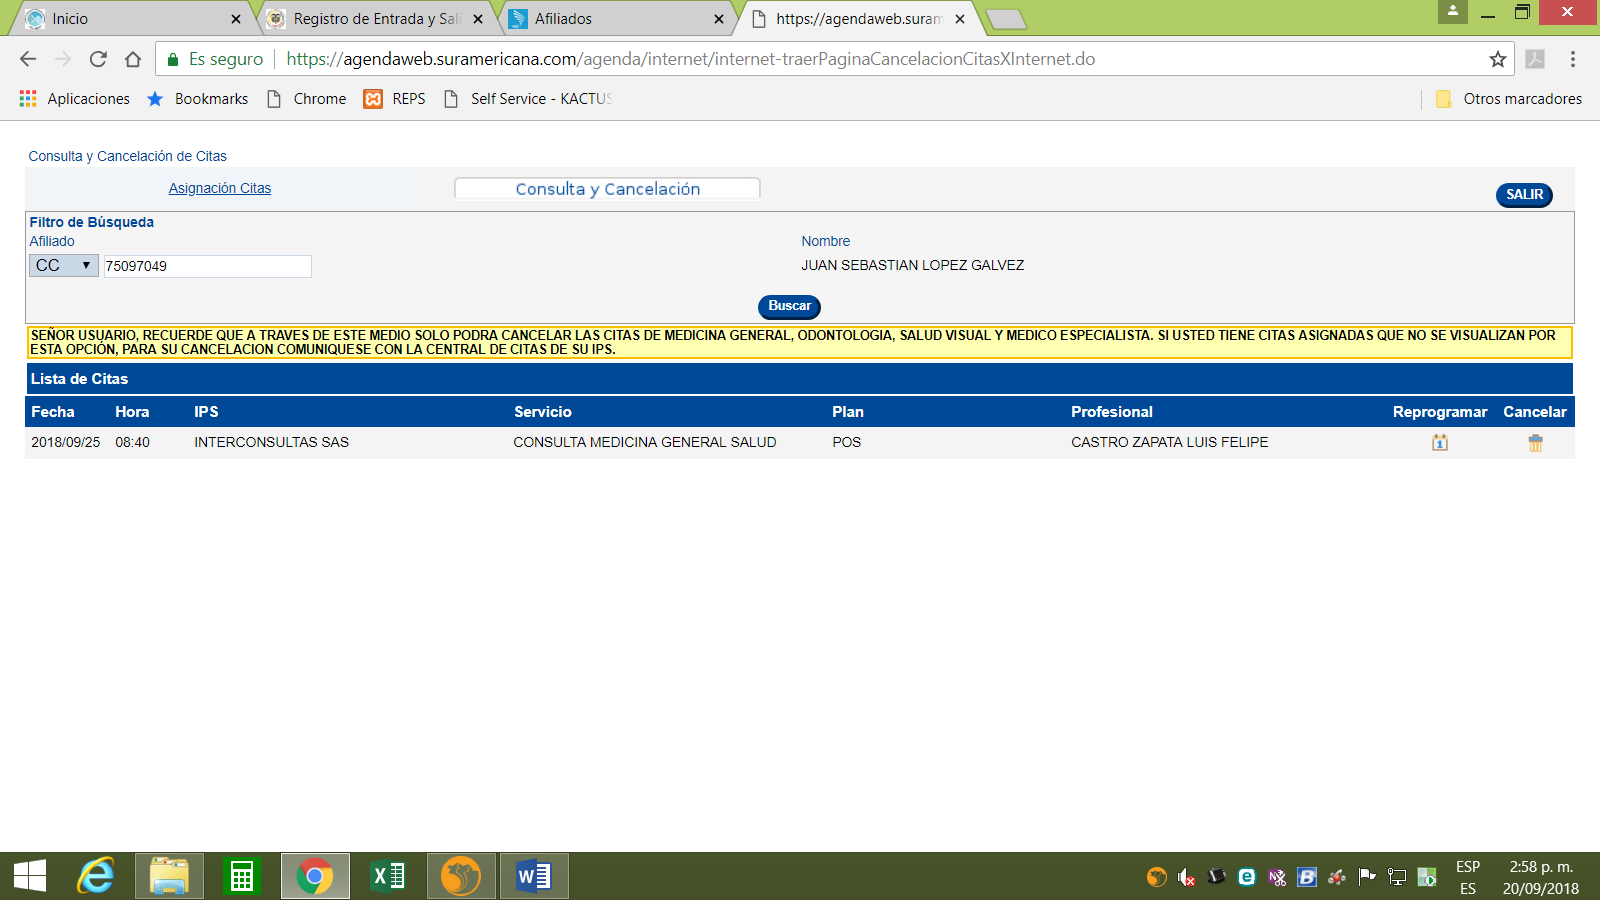 Inicio
Registro de Entrada y Sali
Afiliados
https://agendaweb.suram
Es seguro
https://agendaweb.suramericana.com/agenda/internet/internet-traerPaginaCancelacionCitasXInternet.do
Aplicaciones
Bookmarks
Chrome
REPS
Self Service - KACTUS
Otros marcadores
Consulta y Cancelación de Citas
Asignación Citas
Consulta y Cancelación
SALIR
Filtro de Búsqueda
Afiliado
Nombre
CC
75097049
JUAN SEBASTIAN LOPEZ GALVEZ
Buscar
SEÑOR USUARIO, RECUERDE QUE A TRAVES DE ESTE MEDIO SOLO PODRA CANCELAR LAS CITAS DE MEDICINA GENERAL, ODONTOLOGIA, SALUD VISUAL Y MEDICO ESPECIALISTA. SI USTED TIENE CITAS ASIGNADAS QUE NO SE VISUALIZAN POR
ESTA OPCIÓN, PARA SU CANCELACION COMUNIQUESE CON LA CENTRAL DE CITAS DE SU IPS.
Lista de Citas
Fecha Hora IPS Servicio Plan Profesional Reprogramar Cancelar
2018/09/25 08:40 INTERCONSULTAS SAS CONSULTA MEDICINA GENERAL SALUD POS CASTRO ZAPATA LUIS FELIPE
ESP
ES
2:58 p. m.
20/09/2018